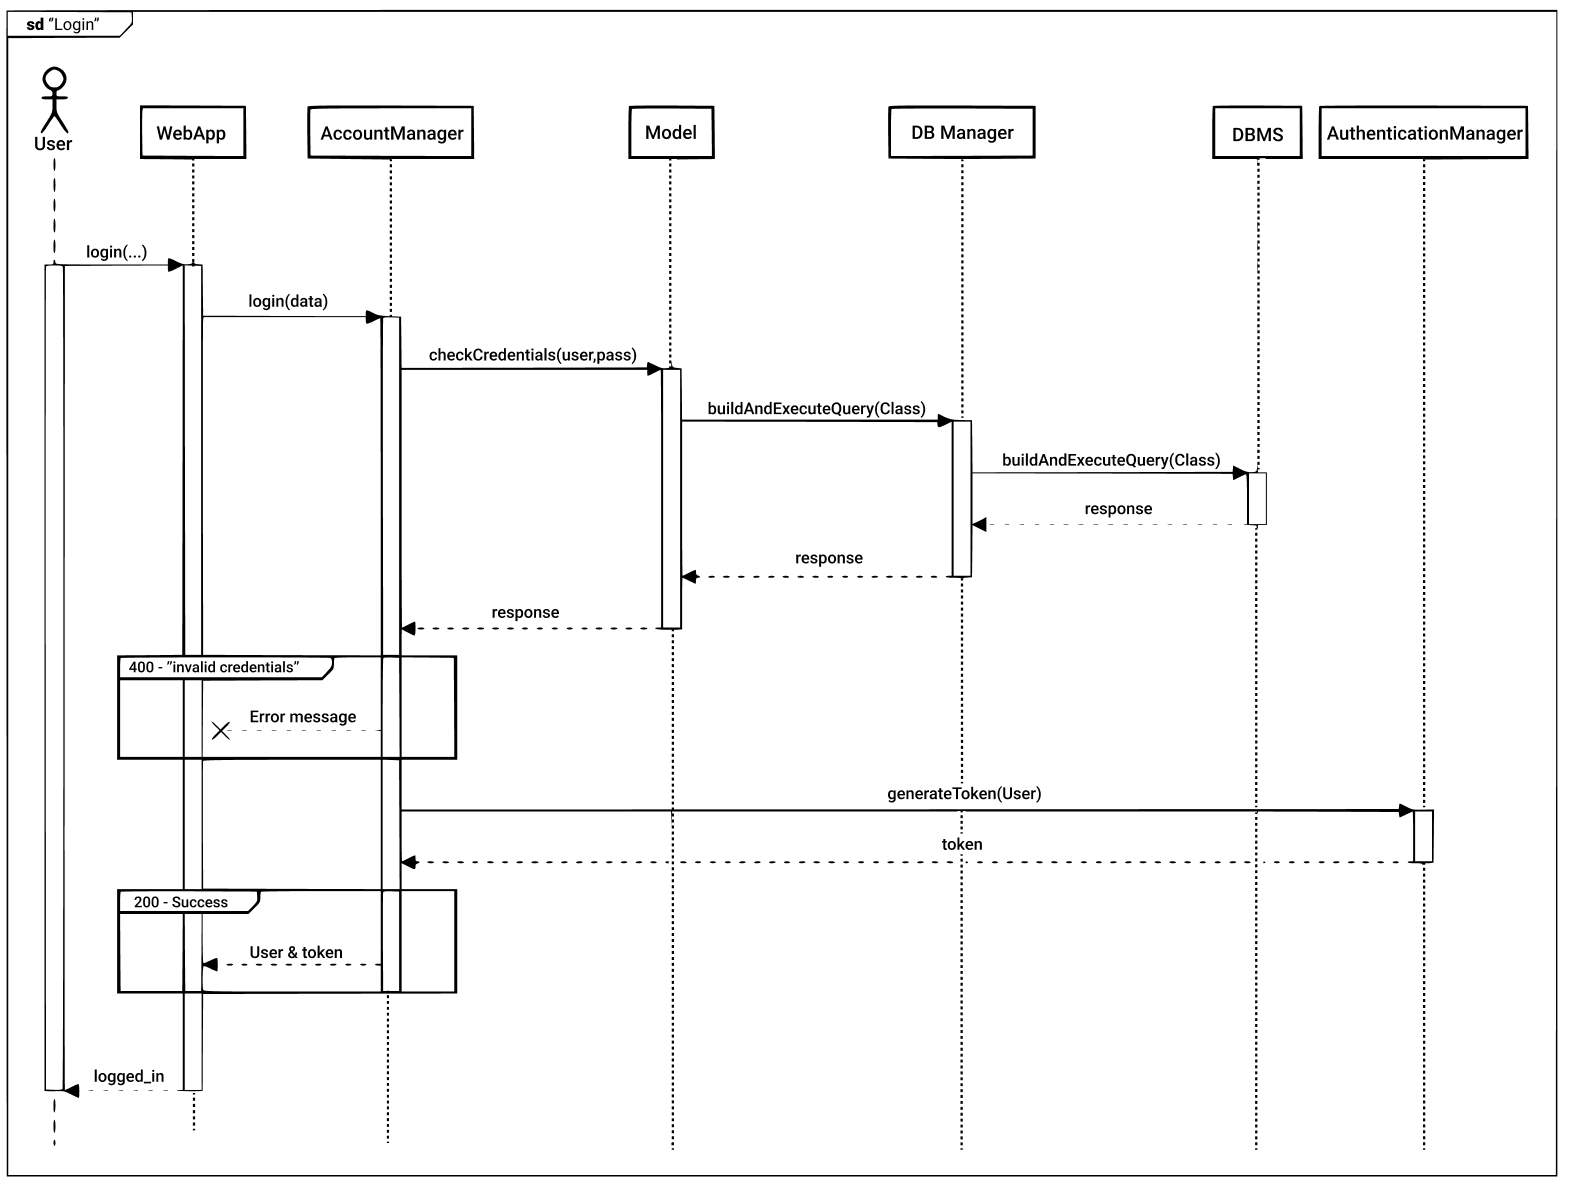 sd “Login”
User
WebApp
AccountManager
Model
DB Manager
DBMS
AuthenticationManager
login(...)
login(data)
checkCredentials(user,pass)
buildAndExecuteQuery(Class)
buildAndExecuteQuery(Class)
response
response
response
400 - ”invalid credentials”
Error message
generateToken(User)
token
200 - Success
User & token
logged_in